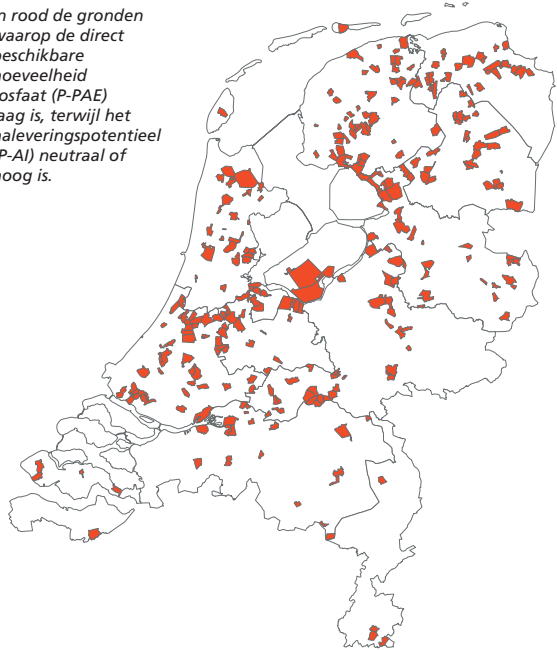 n rood de gronden
waarop de direct
beschikbare
hoeveelheid
osfaat (P-PAE)
aag is, terwijl het
naleveringspotentieel
P-AI) neutraal of
hoog is.